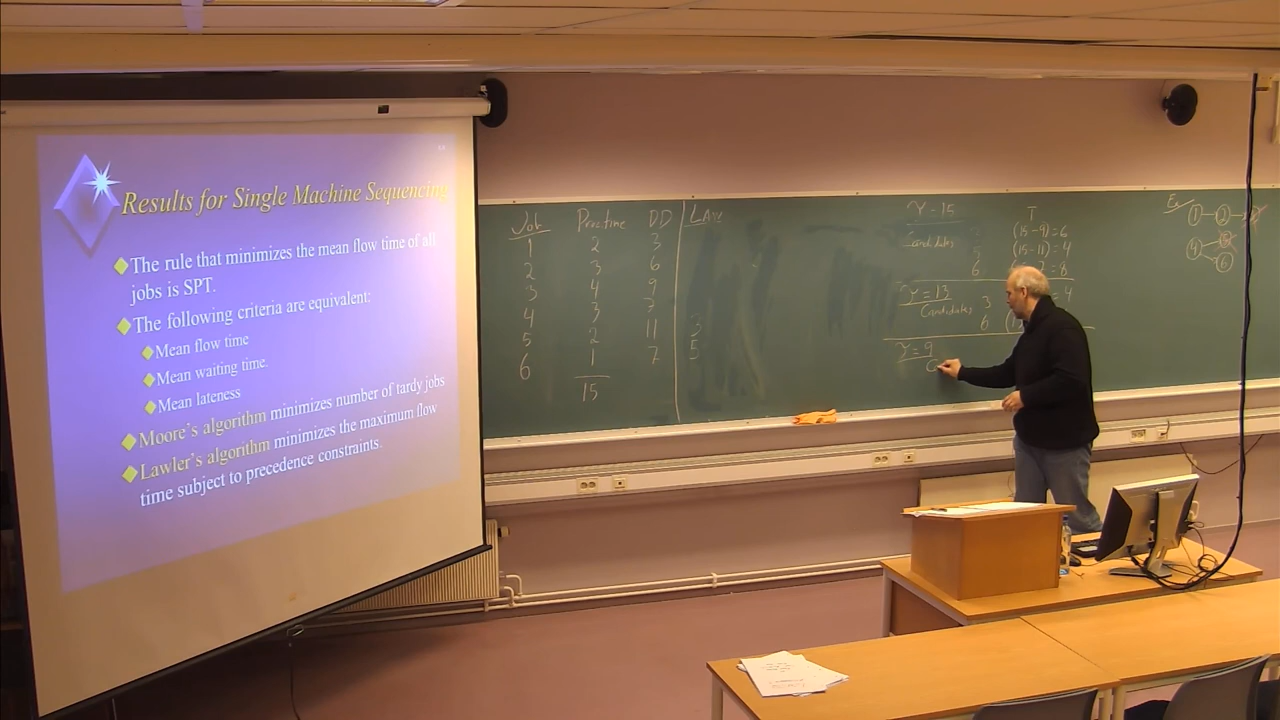 Results for Single Machine Sequencing
The rule that minimizes the mean flow time of all
jobs is SPT.
The following criteria are equivalent:
Mean flow time
Mean waiting time.
Mean lateness
Moore's algorithm minimizes number of tardy jobs
Lawler's algorithm minimizes the maximum flow
time subject to precedence constraints.
Job DD
1 2 3
2 3 6
3 4 9
4 3 7
5 2 11 3
6 1 7 5
15
γ = 15 T
Candidates (15-9)=6
(15-11)=4
6 =8
γ = 13
Candidates 3 =4
6
γ = 9
Ex
1 2
4
6